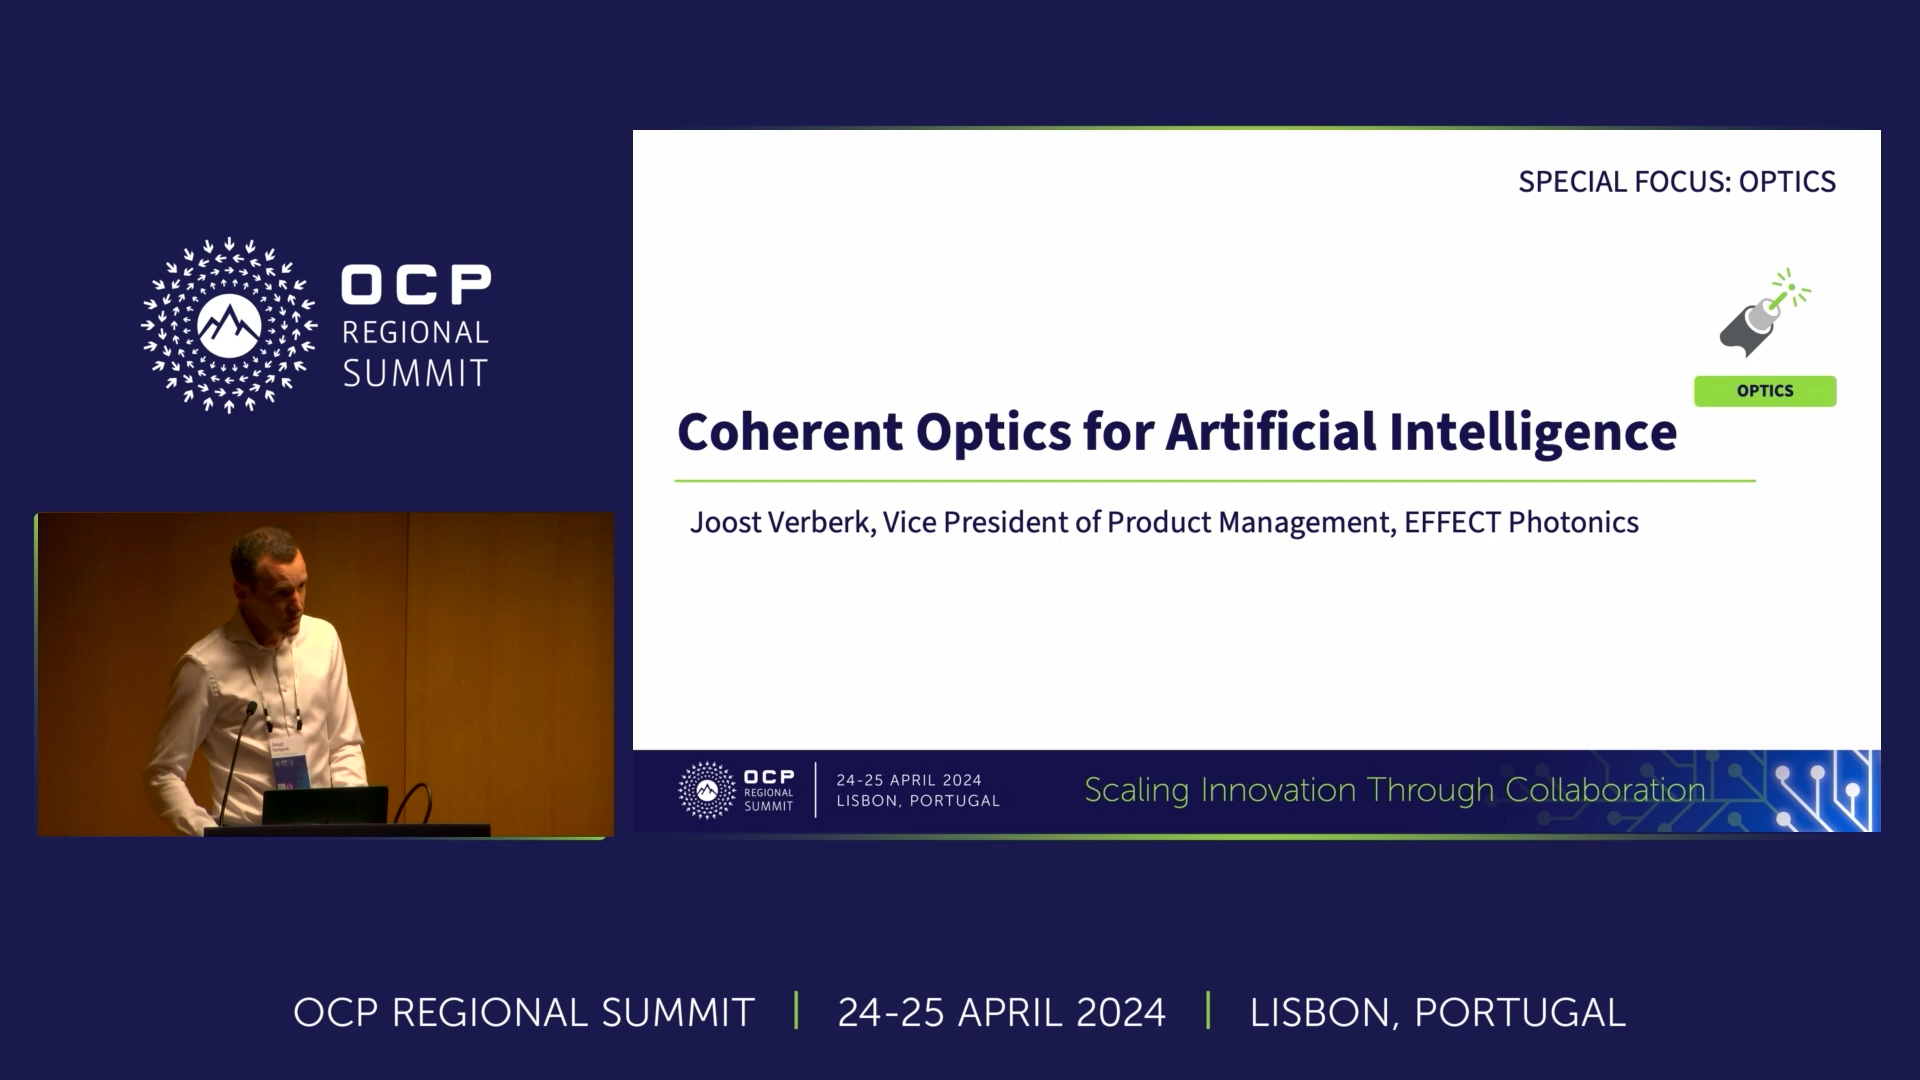 OCP
REGIONAL
SUMMIT
SPECIAL FOCUS: OPTICS
OPTICS
Coherent Optics for Artificial Intelligence
Joost Verberk, Vice President of Product Management, EFFECT Photonics
Joost
Verberk
OCP
REGIONAL
SUMMIT
24-25 APRIL 2024
LISBON, PORTUGAL
Scaling Innovation Through Collaboration
OCP REGIONAL SUMMIT | 24-25 APRIL 2024 | LISBON, PORTUGAL